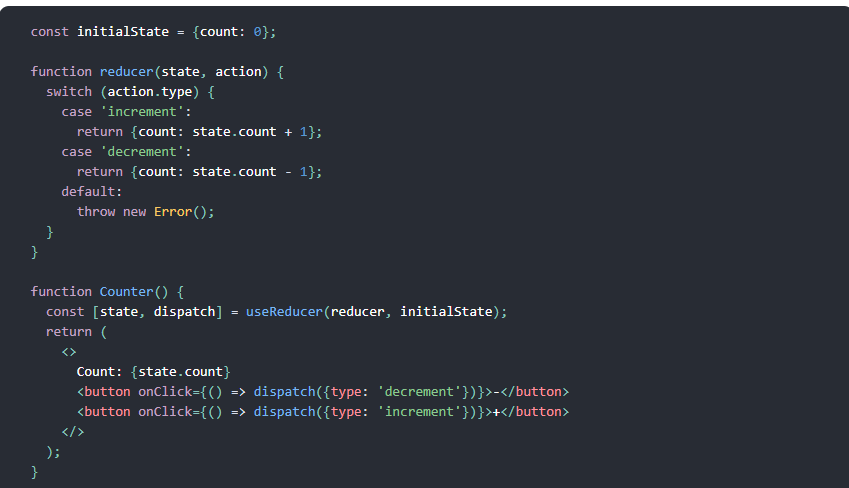 const initialState = {count: 0};

function reducer(state, action) {
  switch (action.type) {
    case 'increment':
      return {count: state.count + 1};
    case 'decrement':
      return {count: state.count - 1};
    default:
      throw new Error();
  }
}

function Counter() {
  const [state, dispatch] = useReducer(reducer, initialState);
  return (
    <>
      Count: {state.count}
      <button onClick={() => dispatch({type: 'decrement'})}>-</button>
      <button onClick={() => dispatch({type: 'increment'})}>+</button>
    </>
  );
}